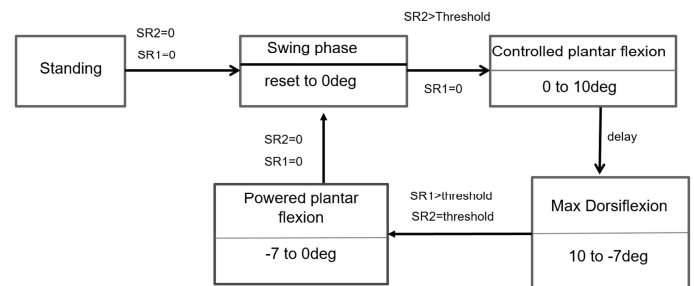 SR2>Threshold
SR2=0
SR1=0
Standing
Swing phase
reset to 0deg
SR1=0
Controlled plantar flexion
0 to 10deg
delay
SR2=0
SR1=0
Powered plantar
flexion
-7 to 0deg
SR1>threshold
SR2=threshold
Max Dorsiflexion
10 to -7deg